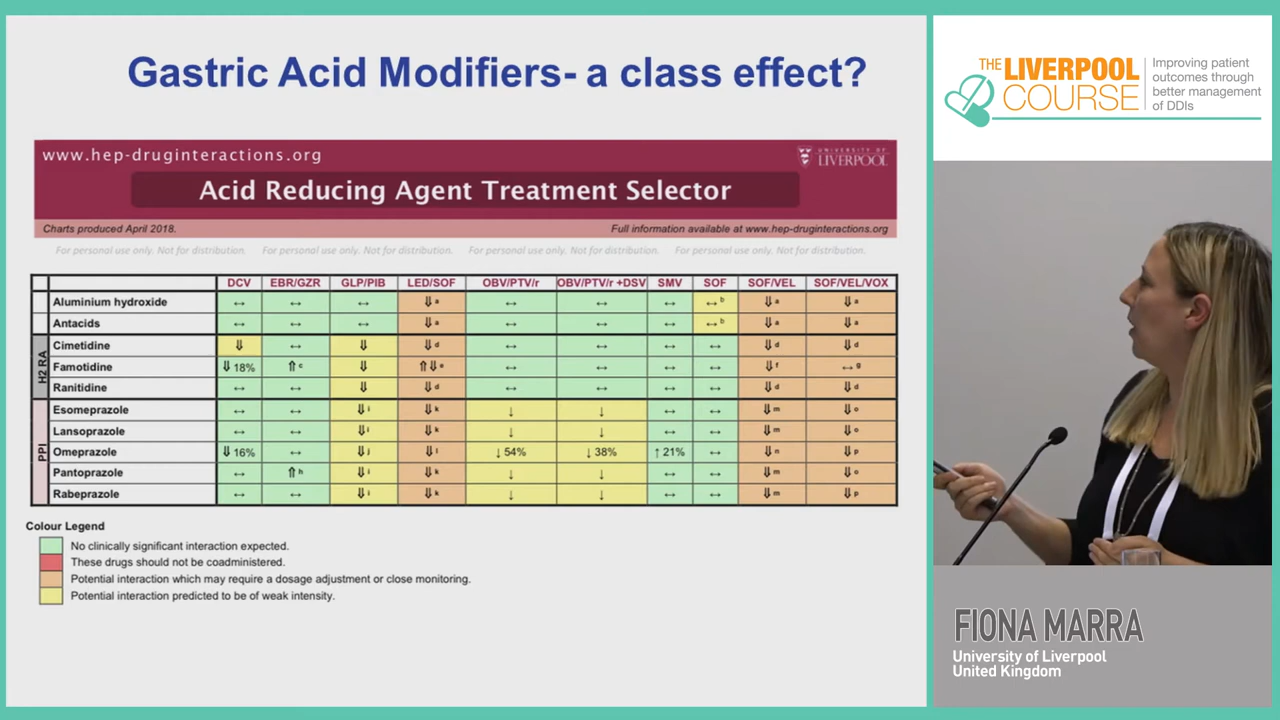 Gastric Acid Modifiers- a class effect?
www.hep-druginteractions.org
UNIVERSITY OF
LIVERPOOL
Acid Reducing Agent Treatment Selector
Charts produced April 2018.
Full information available at www.hep-druginteractions.org
For personal use only. Not for distribution. For personal use only. Not for distribution. For personal use only. Not for distribution. For personal use only. Not for distribution.
DCV EBR/GZR GLP/PIB LED/SOF OBV/PTV/r OBV/PTV/r +DSV SMV SOF SOF/VEL SOF/VEL/VOX
Aluminium hydroxide ↔ ↔ ↔ ⇓ a ↔ ↔ ↔ ↔ b ⇓ a ⇓ a
Antacids ↔ ↔ ↔ ⇓ a ↔ ↔ ↔ ↔ b ⇓ a ⇓ a
H2 RA
Cimetidine ⇓ ↔ ⇓ ⇓ d ↔ ↔ ↔ ↔ ⇓ d ⇓ d
Famotidine ⇓ 18% ⇑ c ⇓ ⇑⇓ e ↔ ↔ ↔ ↔ ⇓ f ↔ g
Ranitidine ↔ ↔ ⇓ ⇓ d ↔ ↔ ↔ ↔ ⇓ d ⇓ d
PPI
Esomeprazole ↔ ↔ ⇓ i ⇓ k ↓ ↓ ↔ ↔ ⇓ m ⇓ o
Lansoprazole ↔ ↔ ⇓ i ⇓ k ↓ ↓ ↔ ↔ ⇓ m ⇓ o
Omeprazole ⇓ 16% ↔ ⇓ j ⇓ l ↓ 54% ↓ 38% ↑ 21% ↔ ⇓ n ⇓ p
Pantoprazole ↔ ⇑ h ⇓ i ⇓ k ↓ ↓ ↔ ↔ ⇓ m ⇓ o
Rabeprazole ↔ ↔ ⇓ i ⇓ k ↓ ↓ ↔ ↔ ⇓ m ⇓ p
Colour Legend
No clinically significant interaction expected.
These drugs should not be coadministered.
Potential interaction which may require a dosage adjustment or close monitoring.
Potential interaction predicted to be of weak intensity.
THE LIVERPOOL
COURSE
Improving patient
outcomes through
better management
of DDIs
FIONA MARRA
University of Liverpool
United Kingdom